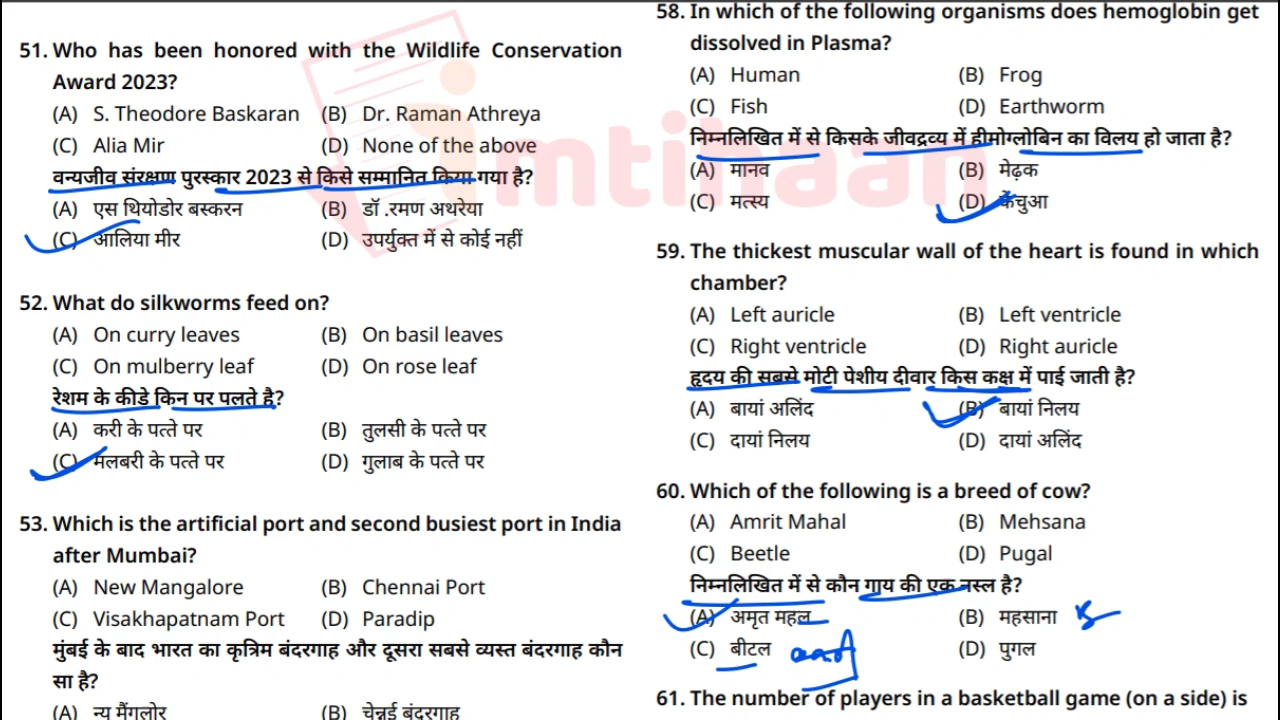 51. Who has been honored with the Wildlife Conservation
Award 2023?
(A) S. Theodore Baskaran (B) Dr. Raman Athreya
(C) Alia Mir (D) None of the above
वन्यजीव संरक्षण पुरस्कार 2023 से किसे सम्मानित किया गया है?
(A) एस थियोडोर बस्करन (B) डॉ .रमण अथरेया
(C) आलिया मीर (D) उपर्युक्त में से कोई नहीं
52. What do silkworms feed on?
(A) On curry leaves (B) On basil leaves
(C) On mulberry leaf (D) On rose leaf
रेशम के कीडे किन पर पलते है?
(A) करी के पत्ते पर (B) तुलसी के पत्ते पर
(C) मलबरी के पत्ते पर (D) गुलाब के पत्ते पर
53. Which is the artificial port and second busiest port in India
after Mumbai?
(A) New Mangalore (B) Chennai Port
(C) Visakhapatnam Port (D) Paradip
मुंबई के बाद भारत का कृत्रिम बंदरगाह और दूसरा सबसे व्यस्त बंदरगाह कौन
सा है?
(A) न्यू मैंगलोर (B) चेन्नई बंदरगाह
58. In which of the following organisms does hemoglobin get
dissolved in Plasma?
(A) Human (B) Frog
(C) Fish (D) Earthworm
निम्नलिखित में से किसके जीवद्रव्य में हीमोग्लोबिन का विलय हो जाता है?
(A) मानव (B) मेढ़क
(C) मत्स्य (D) केंचुआ
59. The thickest muscular wall of the heart is found in which
chamber?
(A) Left auricle (B) Left ventricle
(C) Right ventricle (D) Right auricle
हृदय की सबसे मोटी पेशीय दीवार किस कक्ष में पाई जाती है?
(A) बायां अलिंद (B) बायां निलय
(C) दायां निलय (D) दायां अलिंद
60. Which of the following is a breed of cow?
(A) Amrit Mahal (B) Mehsana
(C) Beetle (D) Pugal
निम्नलिखित में से कौन गाय की एक नस्ल है?
(A) अमृत महल (B) महसाना
(C) बीटल (D) पुगल
61. The number of players in a basketball game (on a side) is
imtihaan